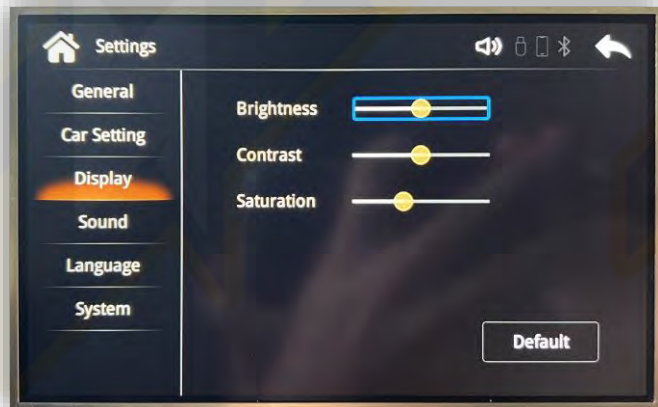 Settings
General
Car Setting
Display
Sound
Language
System
Brightness
Contrast
Saturation
Default